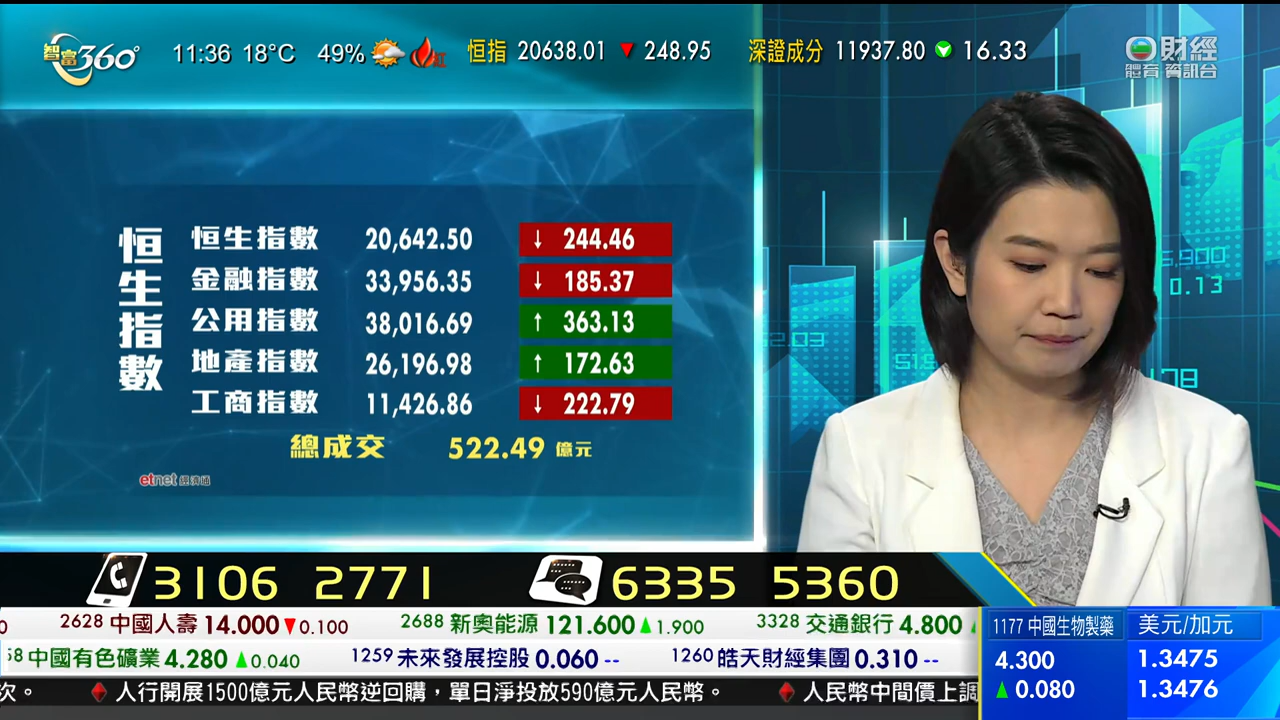 智富360°
11:36 18°C 49%
恒指 20638.01 ▼ 248.95
深證成分 11937.80 16.33
財經
體育 資訊台
恒生指數
恒生指數 20,642.50 ↓ 244.46
金融指數 33,956.35 ↓ 185.37
公用指數 38,016.69 ↑ 363.13
地產指數 26,196.98 ↑ 172.63
工商指數 11,426.86 ↓ 222.79
總成交 522.49 億元
etnet 經濟通
5,900
0.13
3106 2771
6335 5360
2628 中國人壽 14.000 ▼ 0.100 2688 新奧能源 121.600 ▲ 1.900 3328 交通銀行 4.800
中國有色礦業 4.280 ▲ 0.040 1259 未來發展控股 0.060 -- 1260 皓天財經集團 0.310 --
次。 人行開展1500億元人民幣逆回購，單日淨投放590億元人民幣。 人民幣中間價上調
1177 中國生物製藥
4.300
▲ 0.080
美元/加元
1.3475
1.3476